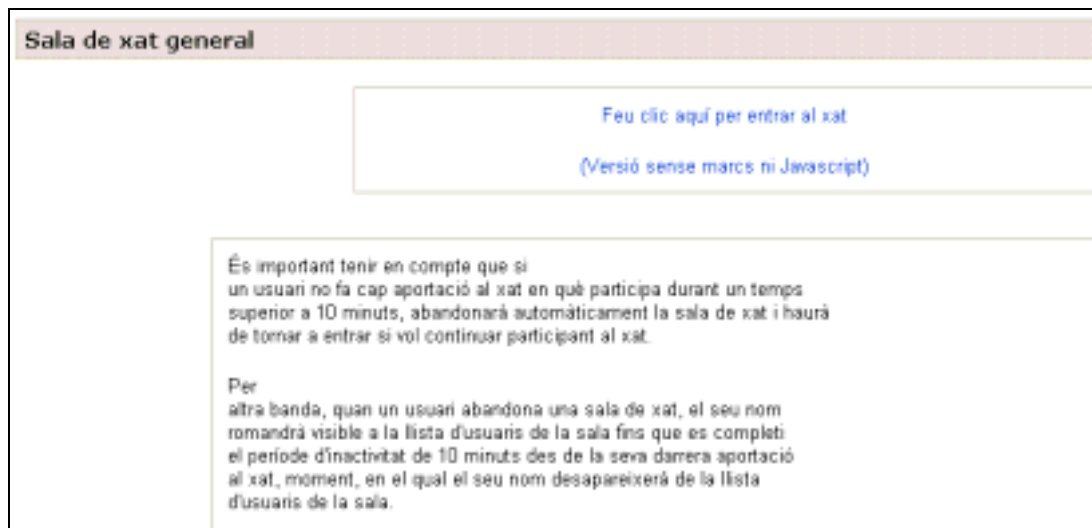 Sala de xat general
Feu clic aquí per entrar al xat
(Versió sense marcs ni Javascript)
És important tenir en compte que si
un usuari no fa cap aportació al xat en què participa durant un temps
superior a 10 minuts, abandonarà automàticament la sala de xat i haurà
de tornar a entrar si vol continuar participant al xat.
Per
altra banda, quan un usuari abandona una sala de xat, el seu nom
romandrà visible a la llista d'usuaris de la sala fins que es completi
el període d'inactivitat de 10 minuts des de la seva darrera aportació
al xat, moment, en el qual el seu nom desapareixerà de la llista
d'usuaris de la sala.